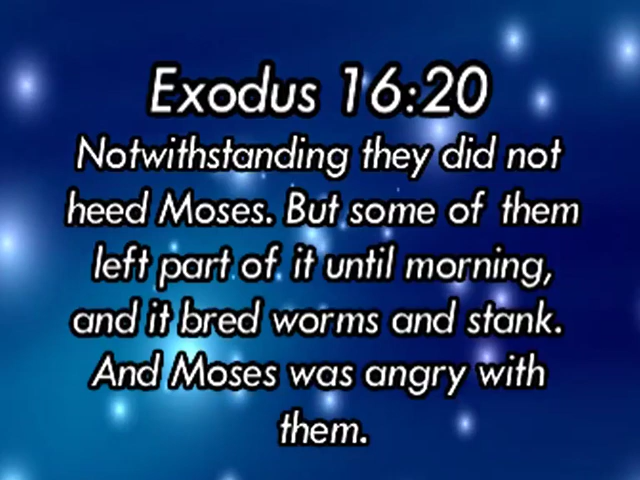 Exodus 16:20
Notwithstanding they did not
heed Moses. But some of them
left part of it until morning,
and it bred worms and stank.
And Moses was angry with
them.